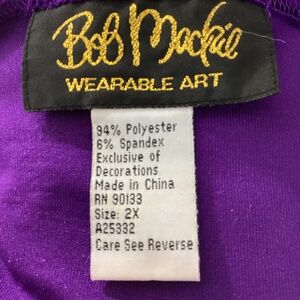 Bob Mackie
WEARABLE ART
94% Polyester
6% Spandex
Exclusive of
Decorations
Made in China
RN 90133
Size: 2X
A25332
Care See Reverse